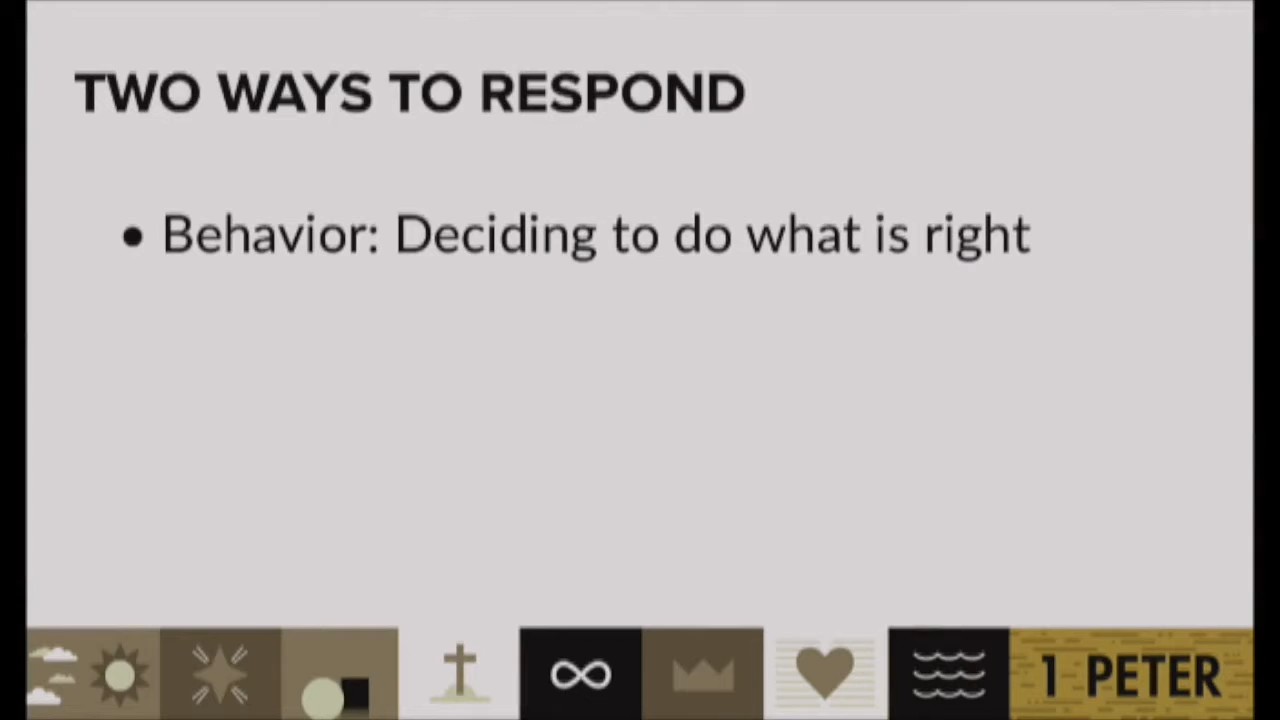 TWO WAYS TO RESPOND
• Behavior: Deciding to do what is right
1 PETER